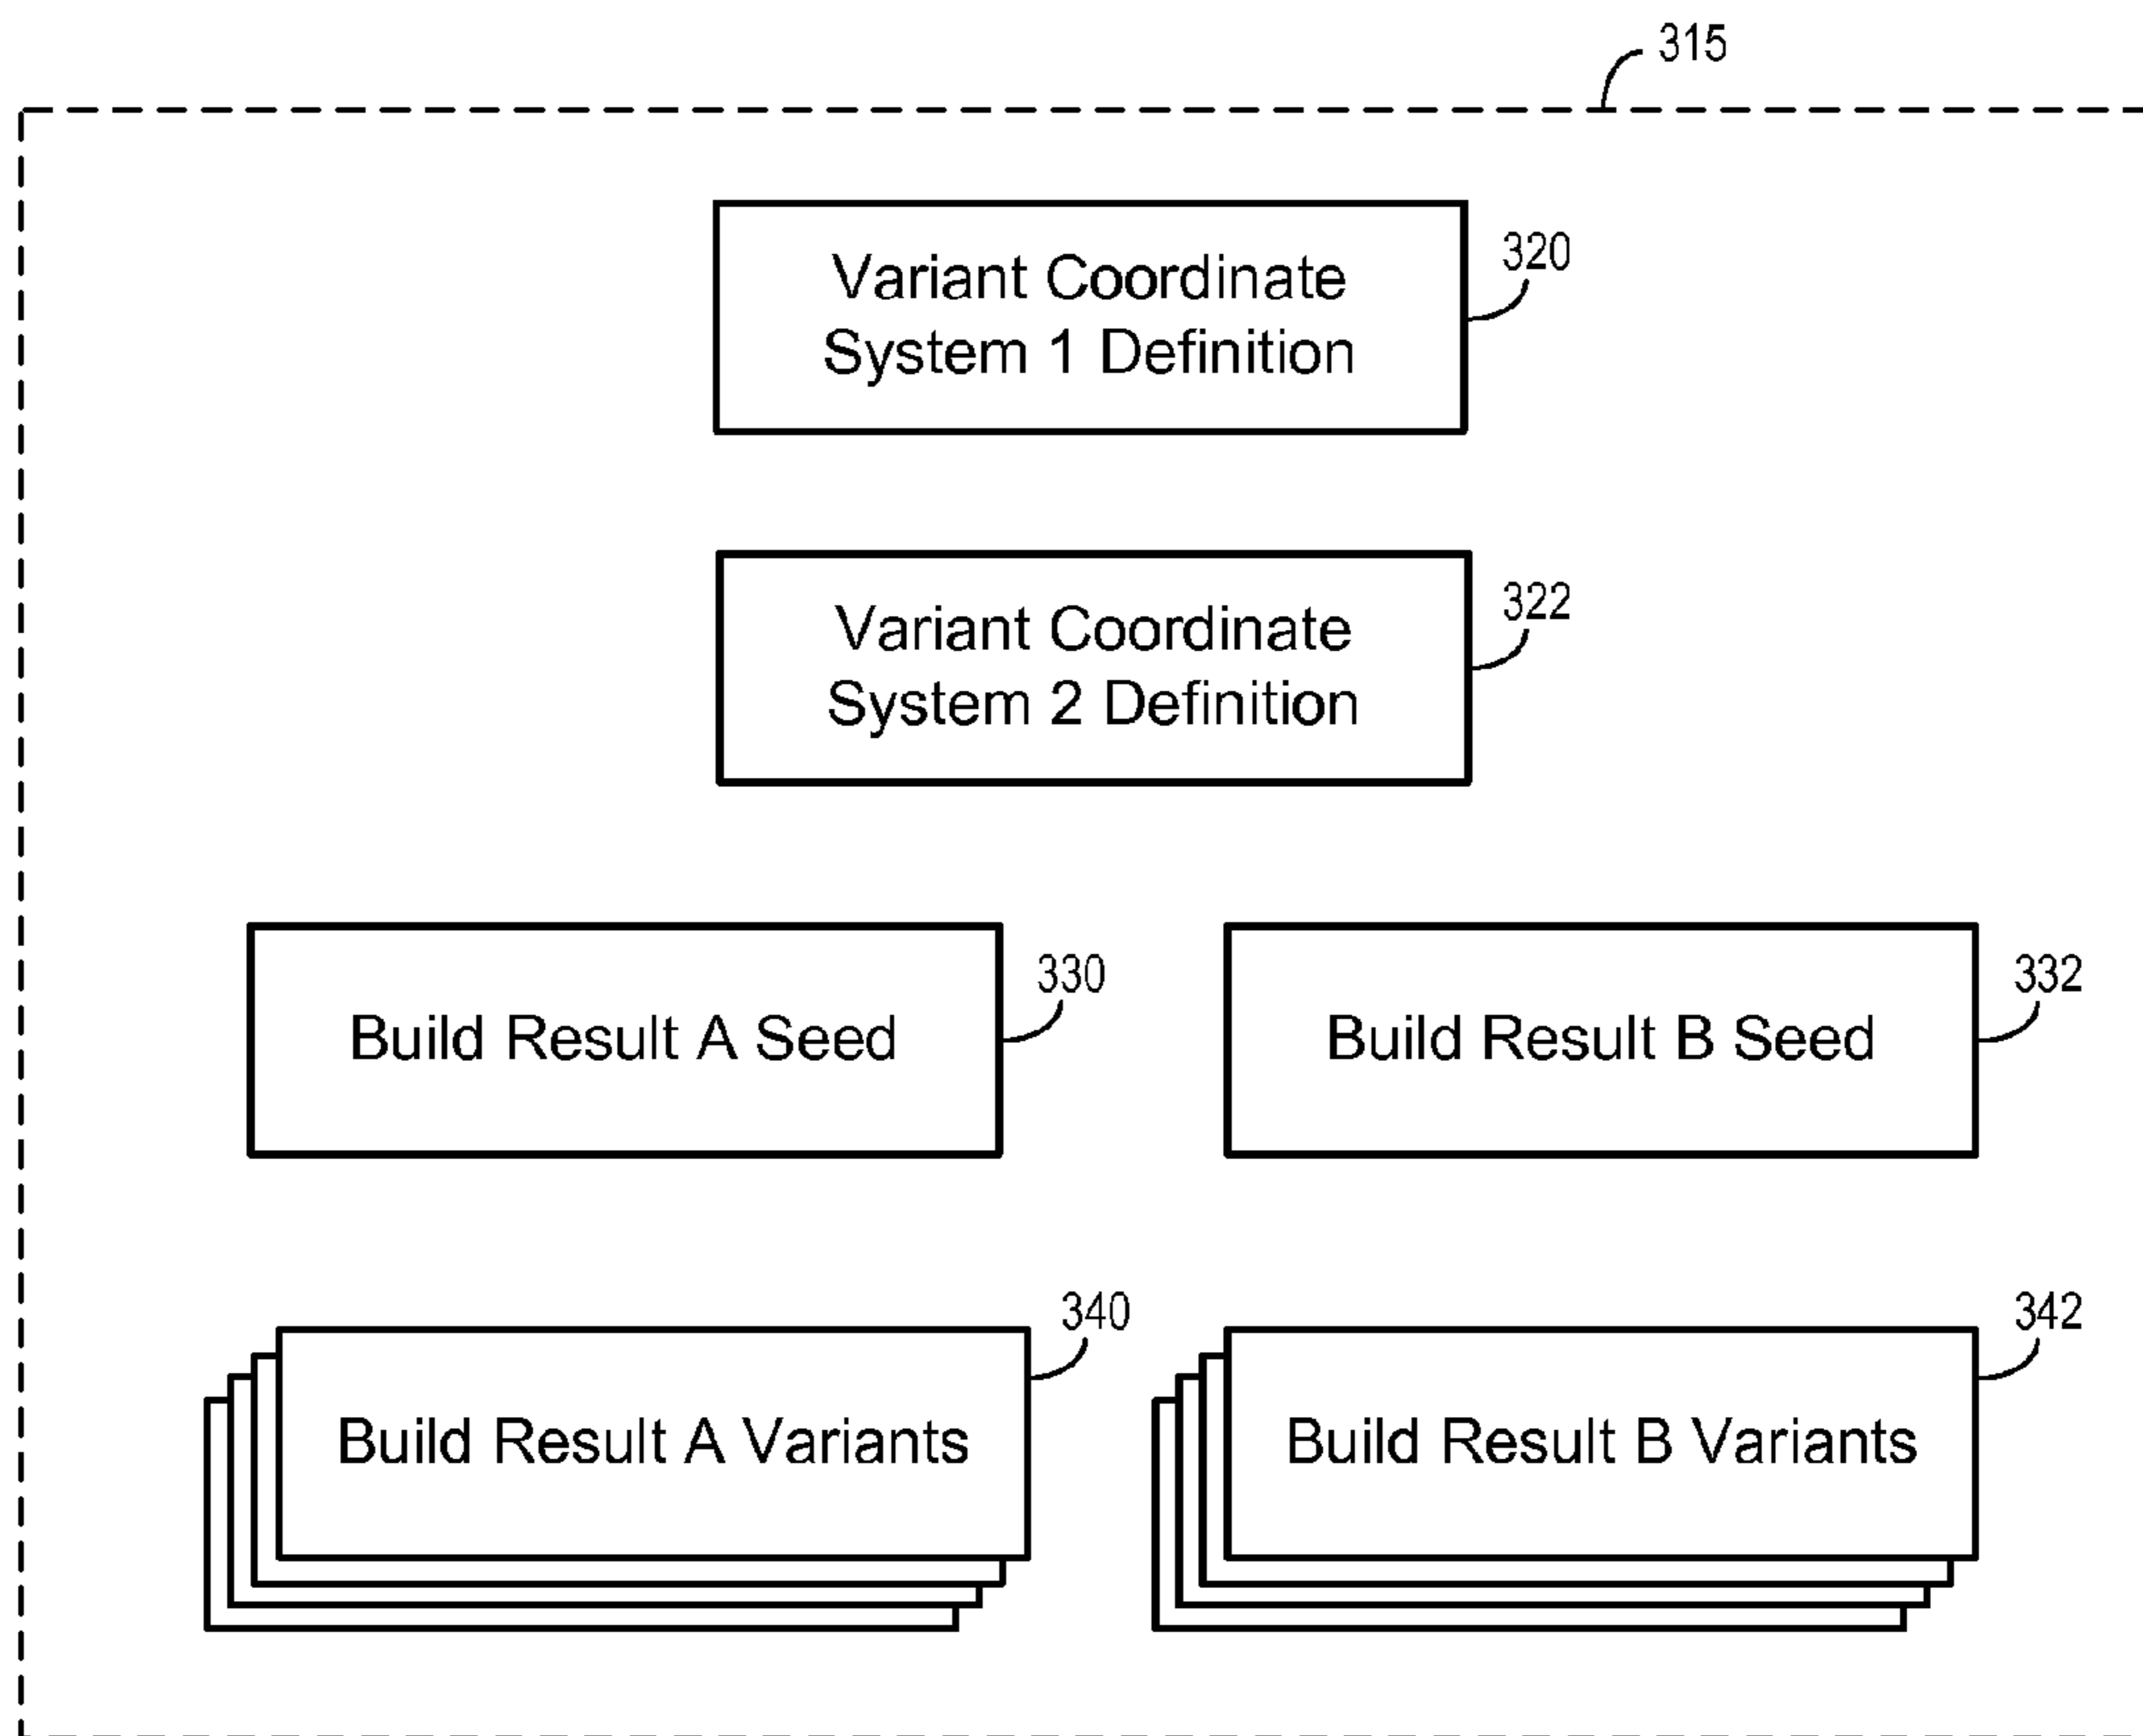 315
Variant Coordinate
System 1 Definition
320
Variant Coordinate
System 2 Definition
322
Build Result A Seed
330
Build Result B Seed
332
Build Result A Variants
340
Build Result B Variants
342